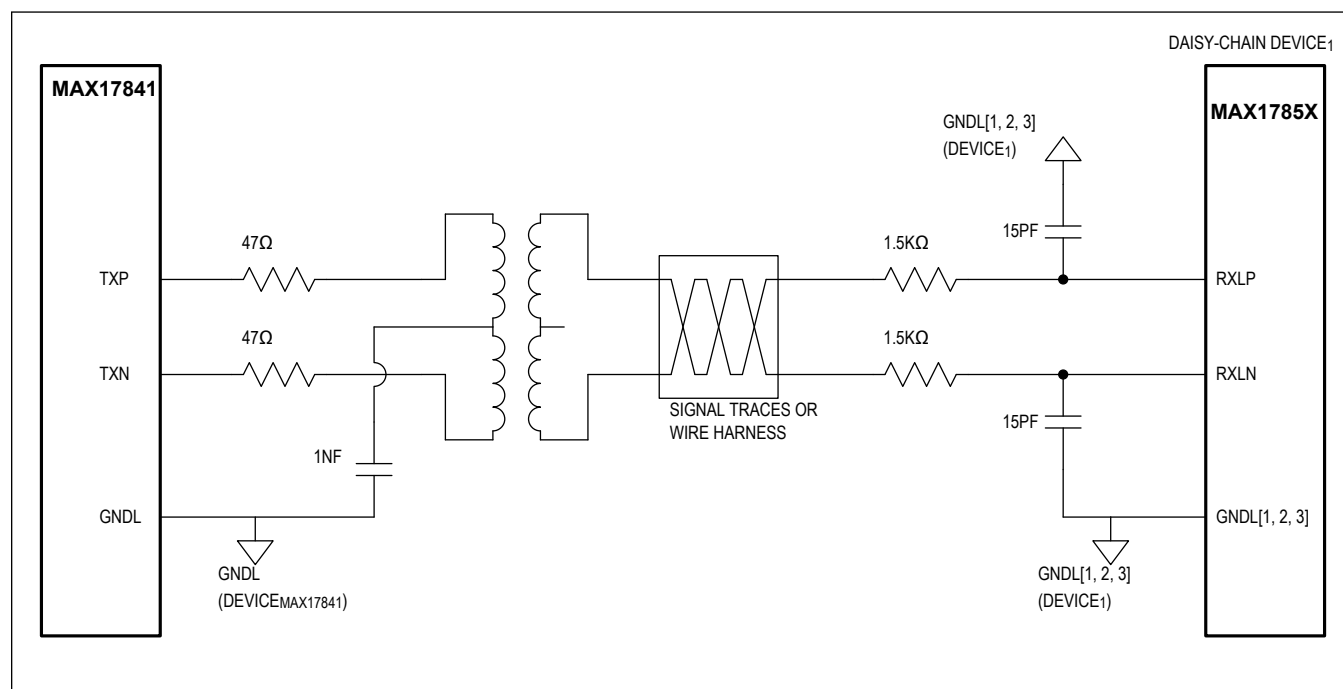 DAISY-CHAIN DEVICE1
MAX17841
MAX1785X
GNDL[1, 2, 3]
(DEVICE1)
47Ω
15PF
1.5KΩ
TXP
RXLP
47Ω
1.5KΩ
TXN
RXLN
SIGNAL TRACES OR
WIRE HARNESS
15PF
1NF
GNDL
GNDL[1, 2, 3]
GNDL
(DEVICEMAX17841)
GNDL[1, 2, 3]
(DEVICE1)